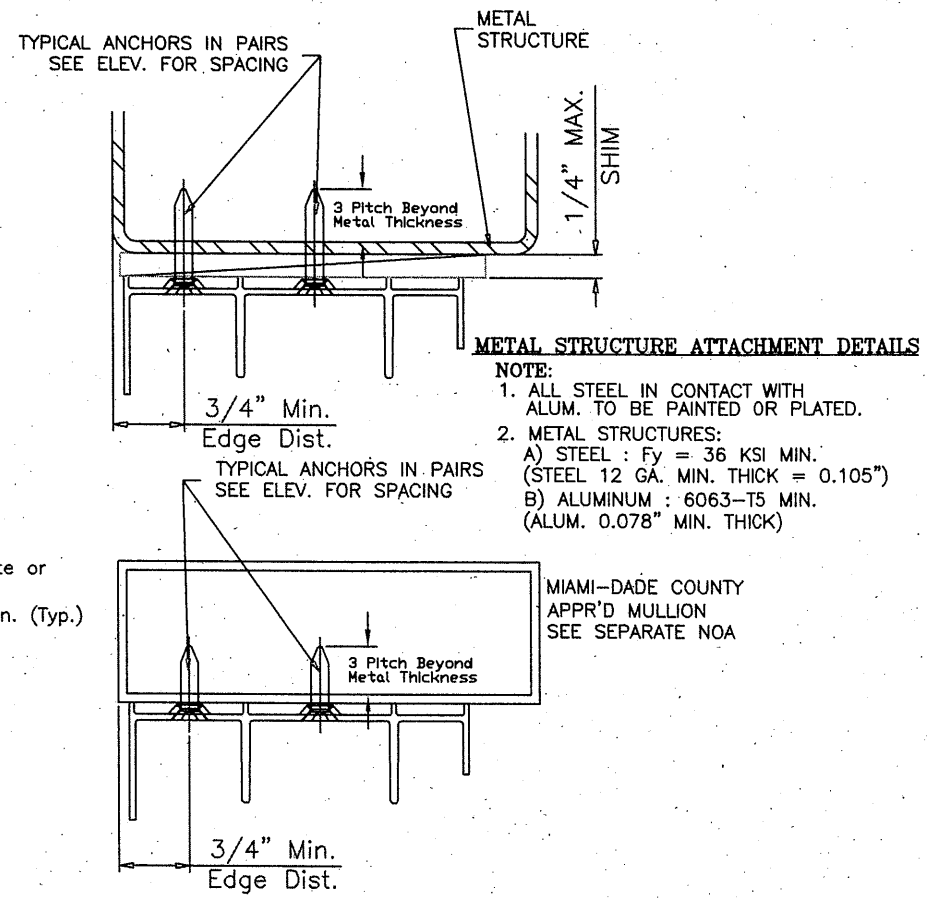 TYPICAL ANCHORS IN PAIRS
SEE ELEV. FOR SPACING
METAL
STRUCTURE
1/4" MAX.
SHIM
3 Pitch Beyond
Metal Thickness
METAL STRUCTURE ATTACHMENT DETAILS
NOTE:
1. ALL STEEL IN CONTACT WITH
ALUM. TO BE PAINTED OR PLATED.
2. METAL STRUCTURES:
A) STEEL : Fy = 36 KSI MIN.
(STEEL 12 GA. MIN. THICK = 0.105")
B) ALUMINUM : 6063-T5 MIN.
(ALUM. 0.078" MIN. THICK)
3/4" Min.
Edge Dist.
TYPICAL ANCHORS IN PAIRS
SEE ELEV. FOR SPACING
or
n. (Typ.)
MIAMI-DADE COUNTY
APPR'D MULLION
SEE SEPARATE NOA
3 Pitch Beyond
Metal Thickness
3/4" Min.
Edge Dist.